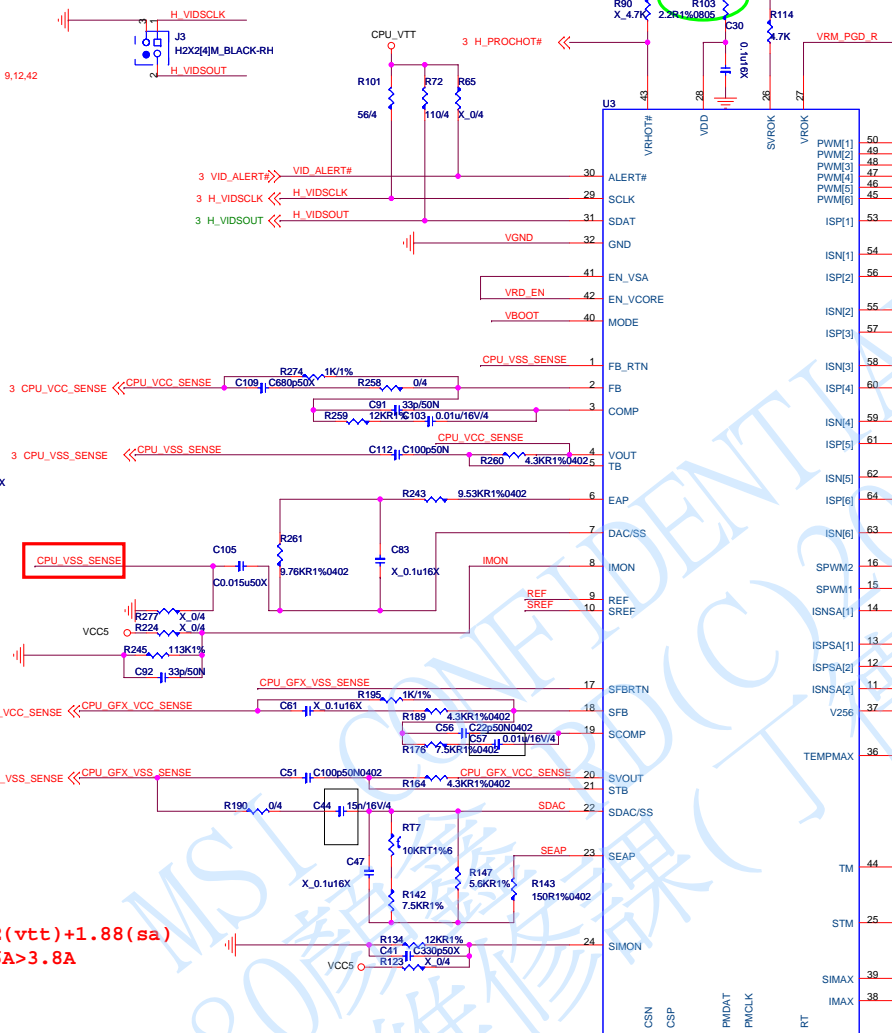 H_VIDSCLK
3
1
J3
H2X2[4]M_BLACK-RH
2
H_VIDSOUT
9,12,42
CPU_VTT
R101
56/4
R72
110/4
R65
X_0/4
R90
X_4.7K
R103
2.2R1%0805
C30
0.1u16X
R114
4.7K
VRM_PGD_R
3 H_PROCHOT#
U3
43
28
26
27
VRHOT#
VDD
SVROK
VROK
3 VID_ALERT#
VID_ALERT#
30
ALERT#
3 H_VIDSCLK
H_VIDSCLK
29
SCLK
3 H_VIDSOUT
H_VIDSOUT
31
SDAT
VGND
32
GND
41
EN_VSA
VRD_EN
42
EN_VCORE
VBOOT
40
MODE
CPU_VSS_SENSE
1
FB_RTN
R274
1K/1%
3 CPU_VCC_SENSE
CPU_VCC_SENSE
C109
C680p50X
R258
0/4
2
FB
C91
33p/50N
3
COMP
R259
12KR1%
C103
0.01u/16V/4
CPU_VCC_SENSE
3 CPU_VSS_SENSE
CPU_VSS_SENSE
C112
C100p50N
4
VOUT
R260
4.3KR1%0402
5
TB
X
R243
9.53KR1%0402
6
EAP
7
DAC/SS
R261
9.76KR1%0402
C83
X_0.1u16X
CPU_VSS_SENSE
C105
C0.015u50X
IMON
8
IMON
REF
9
REF
SREF
10
SREF
R277
X_0/4
VCC5
R224
X_0/4
R245
113K1%
C92
33p/50N
CPU_GFX_VSS_SENSE
17
SFBRTN
R195
1K/1%
VCC_SENSE
CPU_GFX_VCC_SENSE
C61
X_0.1u16X
R189
4.3KR1%0402
18
SFB
C56
C22p50N0402
19
SCOMP
R176
7.5KR1%0402
C57
0.01u/16V/4
VSS_SENSE
CPU_GFX_VSS_SENSE
C51
C100p50N0402
CPU_GFX_VCC_SENSE
20
SVOUT
R164
4.3KR1%0402
21
STB
R190
0/4
C44
15n/16V/4
SDAC
22
SDAC/SS
RT7
10KRT1%6
C47
X_0.1u16X
R142
7.5KR1%
R147
5.6KR1%
SEAP
23
SEAP
R143
150R1%0402
(vtt)+1.88(sa)
A>3.8A
R134
12KR1%
24
SIMON
C41
C330p50X
VCC5
R123
X_0/4
PWM[1]
50
PWM[2]
49
PWM[3]
48
PWM[4]
47
PWM[5]
46
PWM[6]
45
ISP[1]
53
ISN[1]
54
ISP[2]
56
ISN[2]
55
ISP[3]
57
ISN[3]
58
ISP[4]
60
ISN[4]
59
ISP[5]
61
ISN[5]
62
ISP[6]
64
ISN[6]
63
SPWM2
16
SPWM1
15
ISNSA[1]
14
ISPSA[1]
13
ISPSA[2]
12
ISNSA[2]
11
V256
37
TEMPMAX
36
TM
44
STM
25
SIMAX
39
IMAX
38
CSN
CSP
PMDAT
PMCLK
RT
MSI CONFIDENTIA
RD(C)20